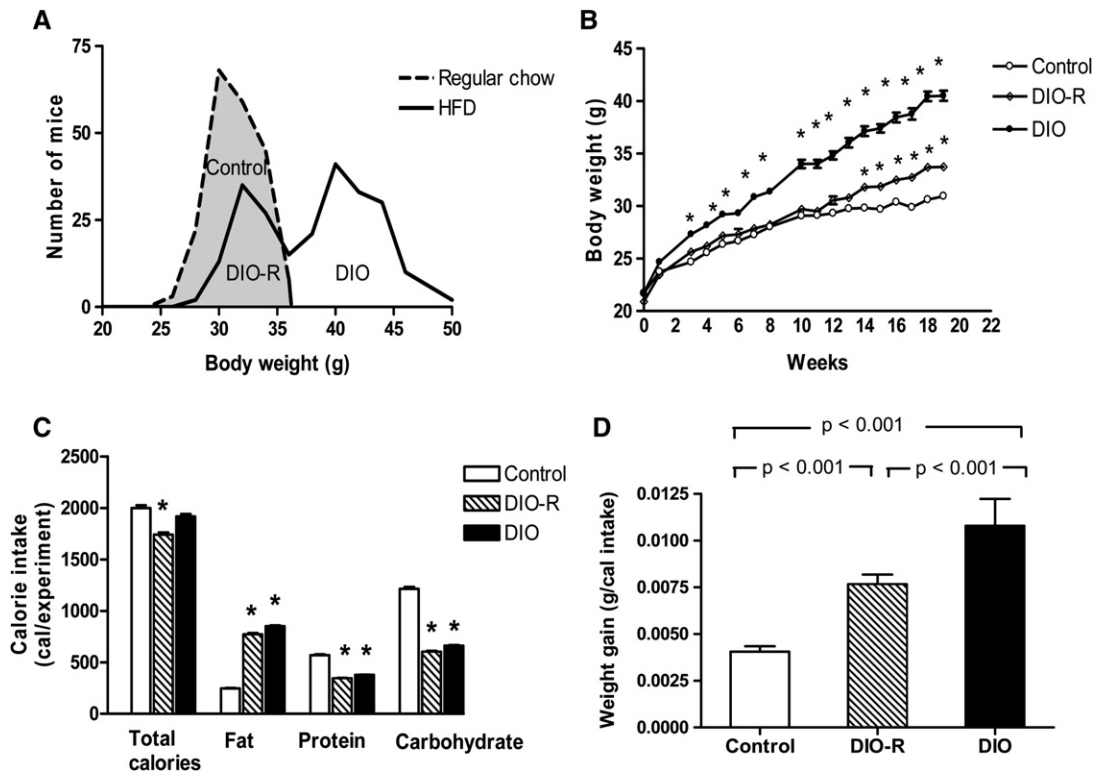 A
Number of mice
75
50
25
0
20 25 30 35 40 45 50
Body weight (g)
Regular chow
HFD
Control
DIO-R
DIO
B
Body weight (g)
45
40
35
30
25
20
0 2 4 6 8 10 12 14 16 18 20 22
Weeks
* * * * * * * * * * * * * * *
* * * * * *
Control
DIO-R
DIO
C
Calorie intake
(cal/experiment)
2500
2000
1500
1000
500
0
* * * * * * *
Total
calories
Fat
Protein
Carbohydrate
Control
DIO-R
DIO
D
p < 0.001
p < 0.001 p < 0.001
Weight gain (g/cal intake)
0.0125
0.0100
0.0075
0.0050
0.0025
0.0000
Control DIO-R DIO